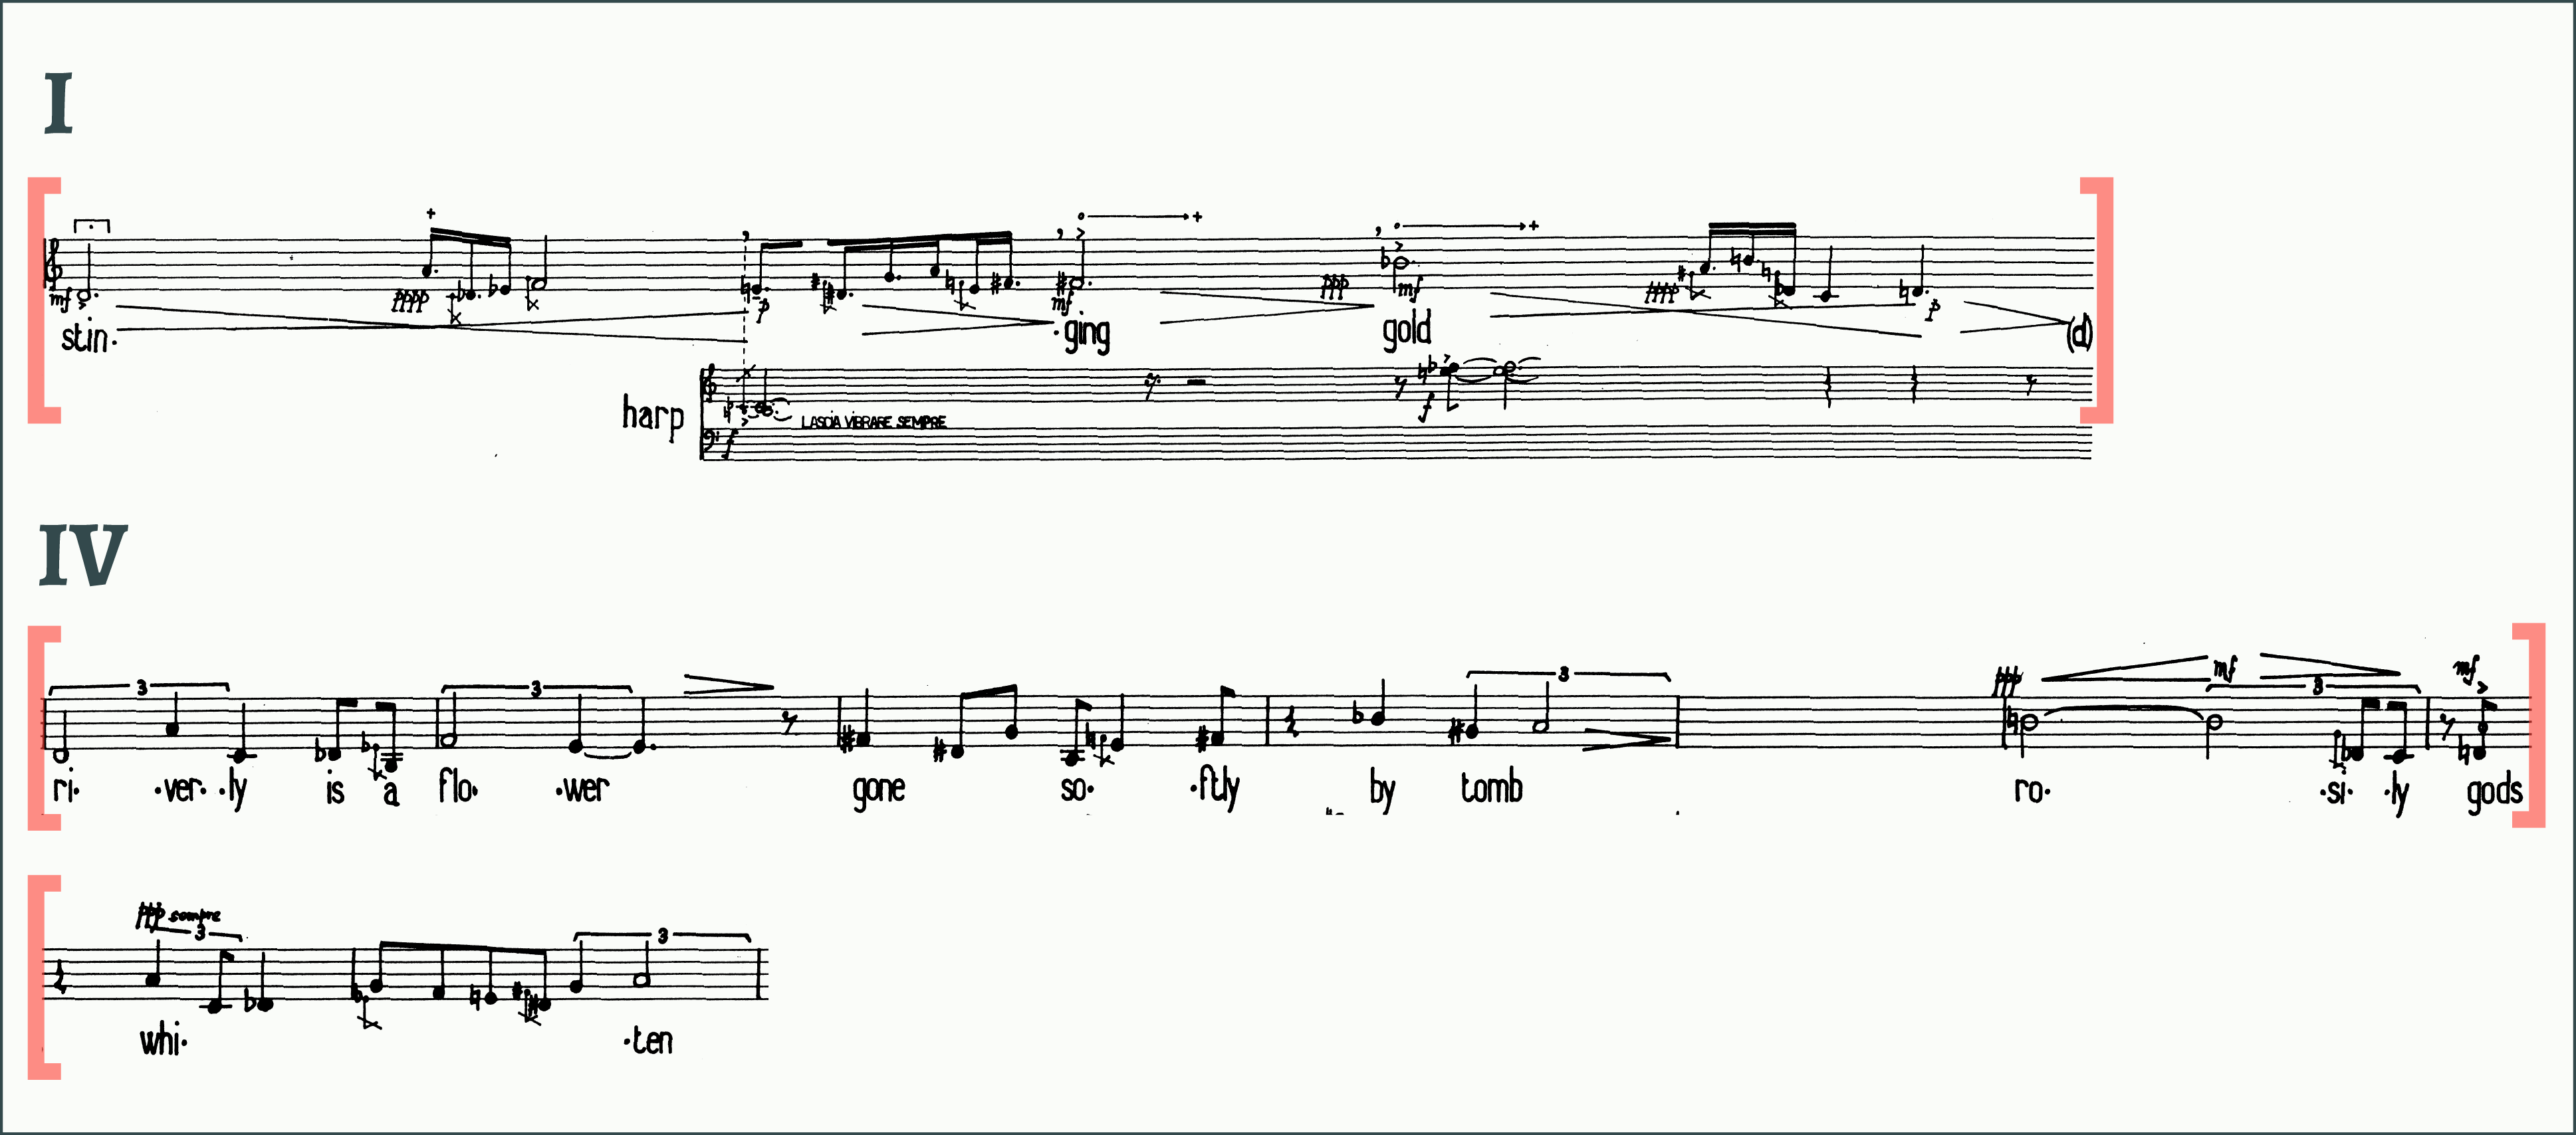 I
mf pppp p mf ppp mf pppp p
stin· ·ging gold (d)
harp f LASCIA VIBRARE SEMPRE f
IV
3 3 3 ppp mf 3 mf
ri· ·ver· ·ly is a flo· ·wer gone so· ·ftly by tomb ro· ·si· ·ly gods
ppp sempre
3 3
whi· ·ten